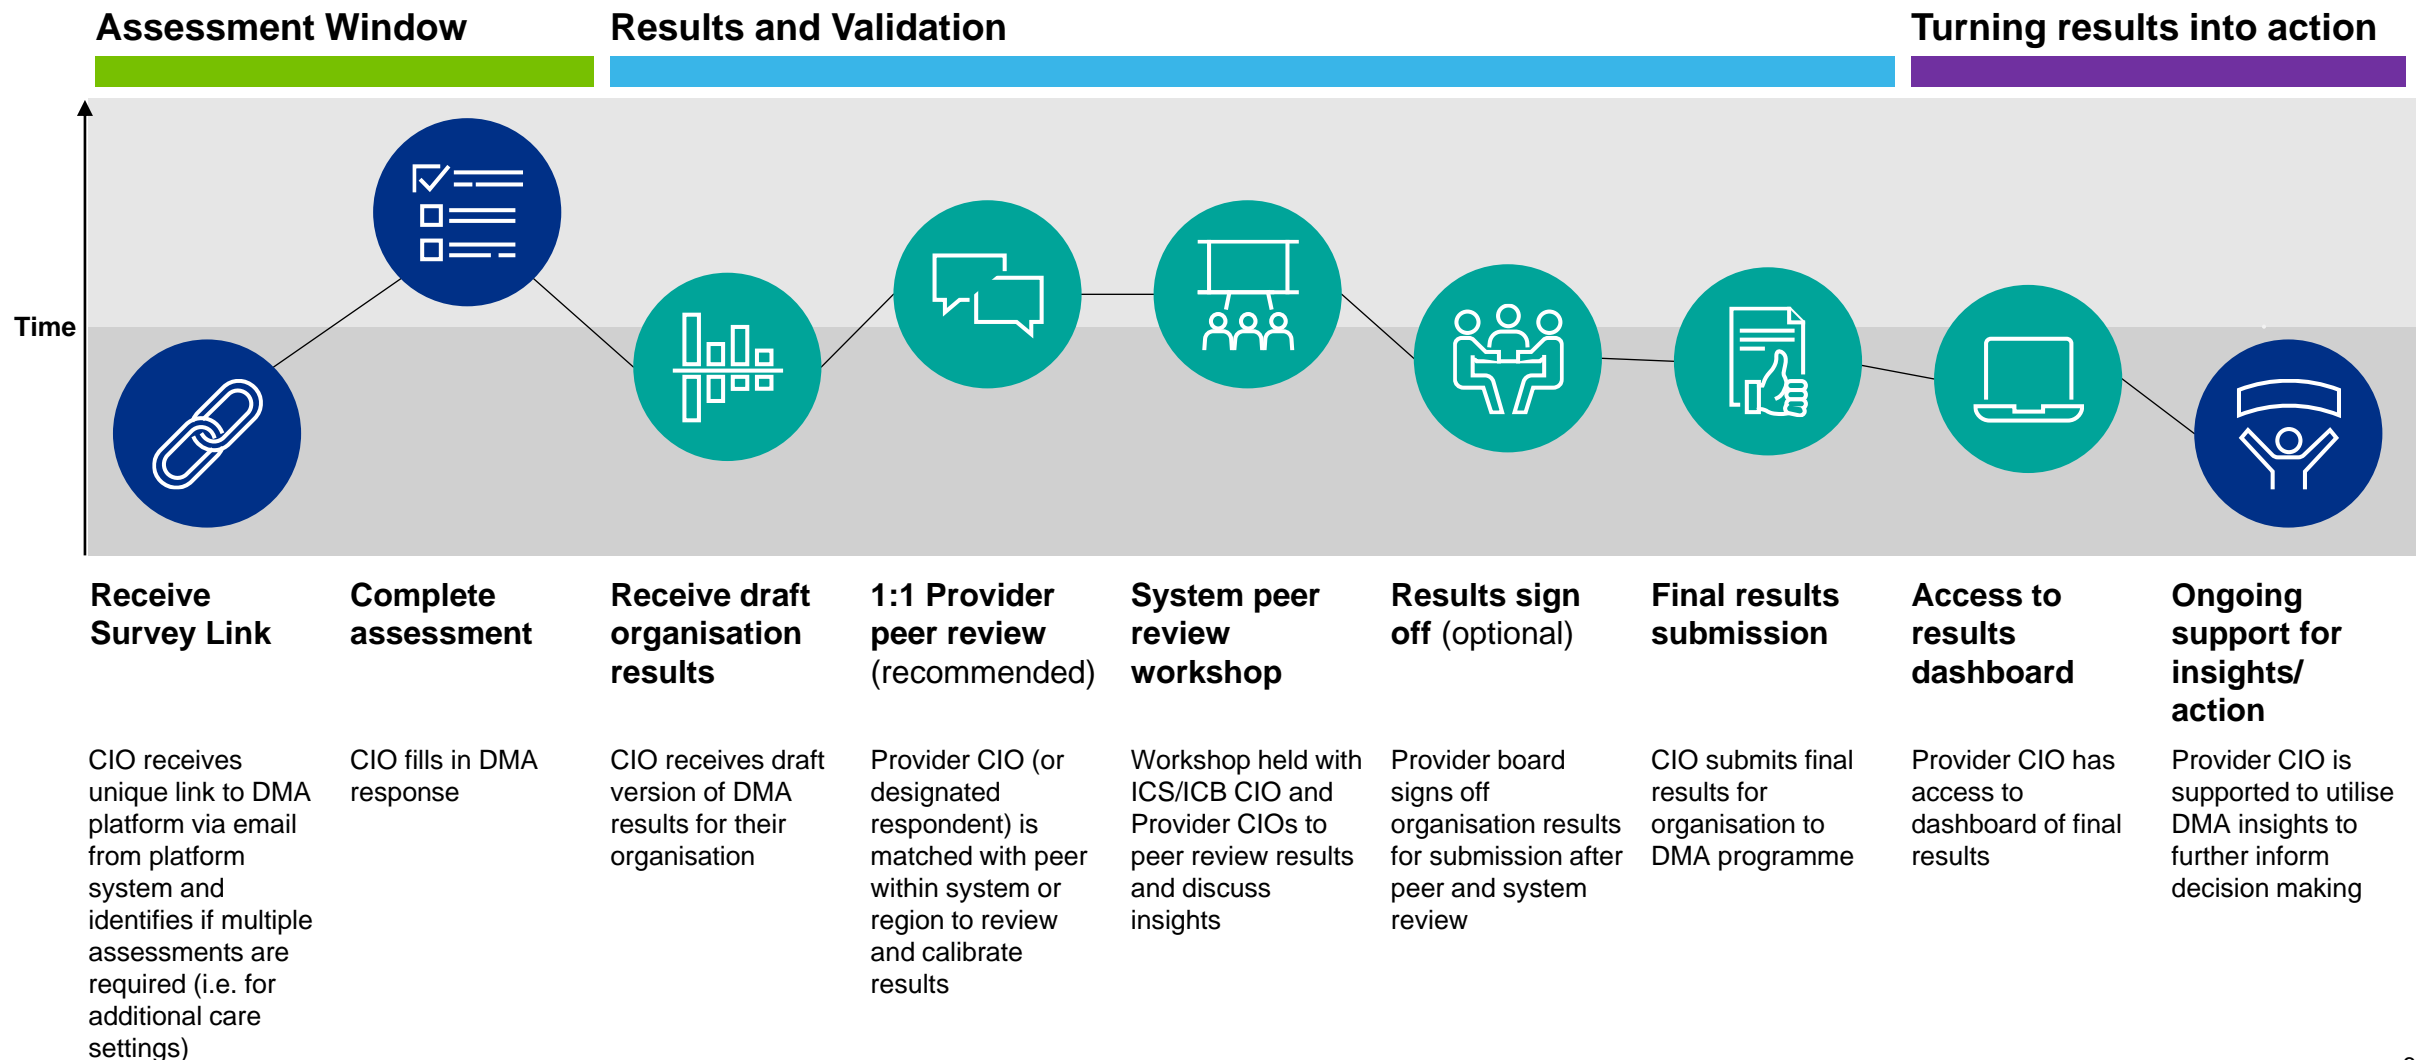 Assessment Window
Results and Validation
Turning results into action
Time
Receive
Survey Link
CIO receives
unique link to DMA
platform via email
from platform
system and
identifies if multiple
assessments are
required (i.e. for
additional care
settings)
Complete
assessment
CIO fills in DMA
response
Receive draft
organisation
results
CIO receives draft
version of DMA
results for their
organisation
1:1 Provider
peer review
(recommended)
Provider CIO (or
designated
respondent) is
matched with peer
within system or
region to review
and calibrate
results
System peer
review
workshop
Workshop held with
ICS/ICB CIO and
Provider CIOs to
peer review results
and discuss
insights
Results sign
off (optional)
Provider board
signs off
organisation results
for submission after
peer and system
review
Final results
submission
CIO submits final
results for
organisation to
DMA programme
Access to
results
dashboard
Provider CIO has
access to
dashboard of final
results
Ongoing
support for
insights/
action
Provider CIO is
supported to utilise
DMA insights to
further inform
decision making